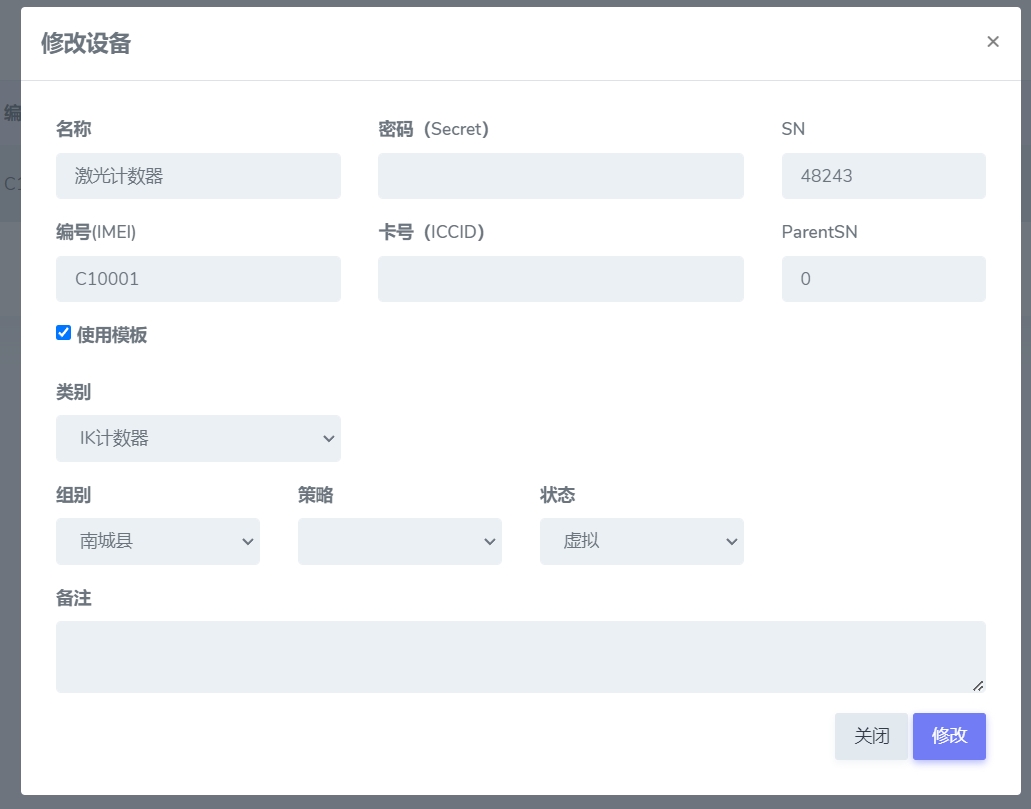 修改设备 ×
编
名称 密码（Secret） SN
激光计数器 48243
C1
编号(IMEI) 卡号（ICCID） ParentSN
C10001 0
使用模板
类别
IK计数器
组别 策略 状态
南城县 虚拟
备注
关闭 修改